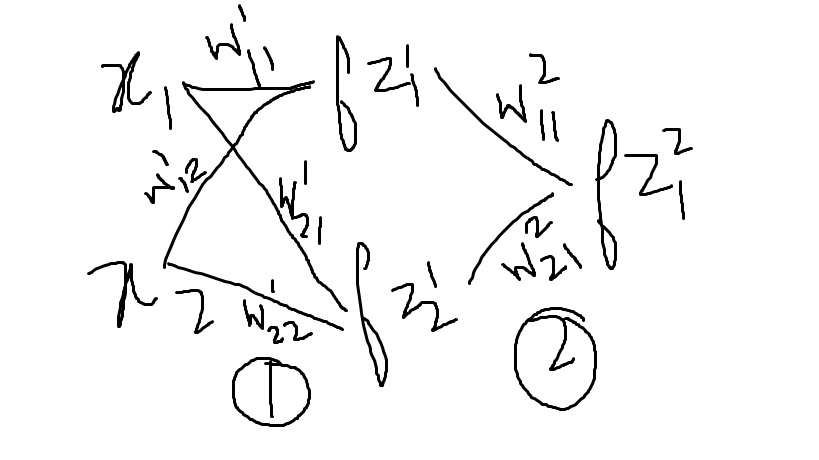 W¹₁₁
x₁
f z¹₁
W²₁₁
W¹₁₂
W¹₂₁
f z²₁
x₂
W¹₂₂
f z¹₂
W²₂₁
1
2